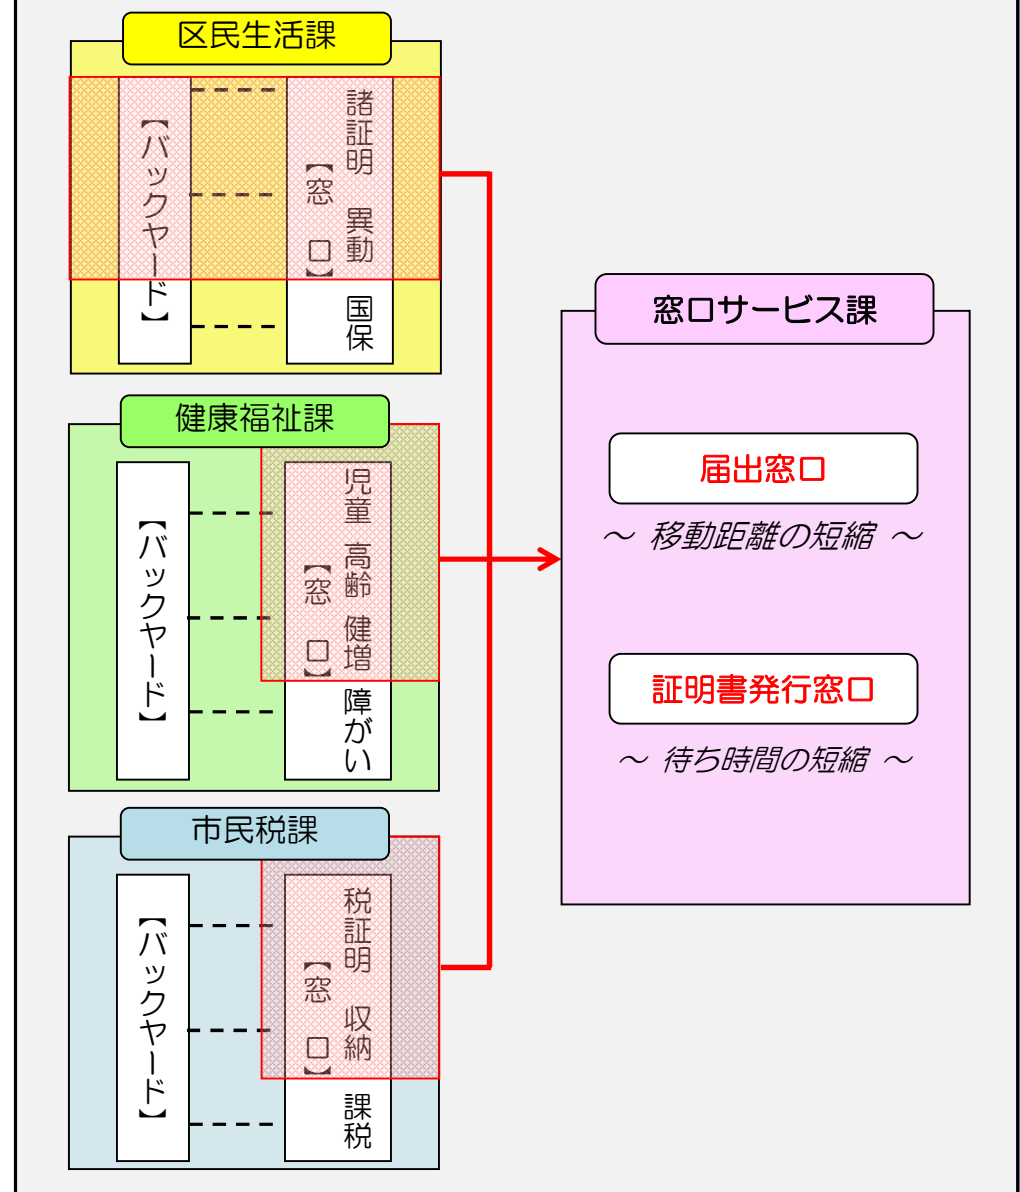 区民生活課
【バックヤード】
【窓　口】
諸証明　異動　国保
健康福祉課
【バックヤード】
【窓　口】
児童　高齢　健増　障がい
市民税課
【バックヤード】
【窓　口】
税証明　収納　課税
窓口サービス課
届出窓口
～ 移動距離の短縮 ～
証明書発行窓口
～ 待ち時間の短縮 ～